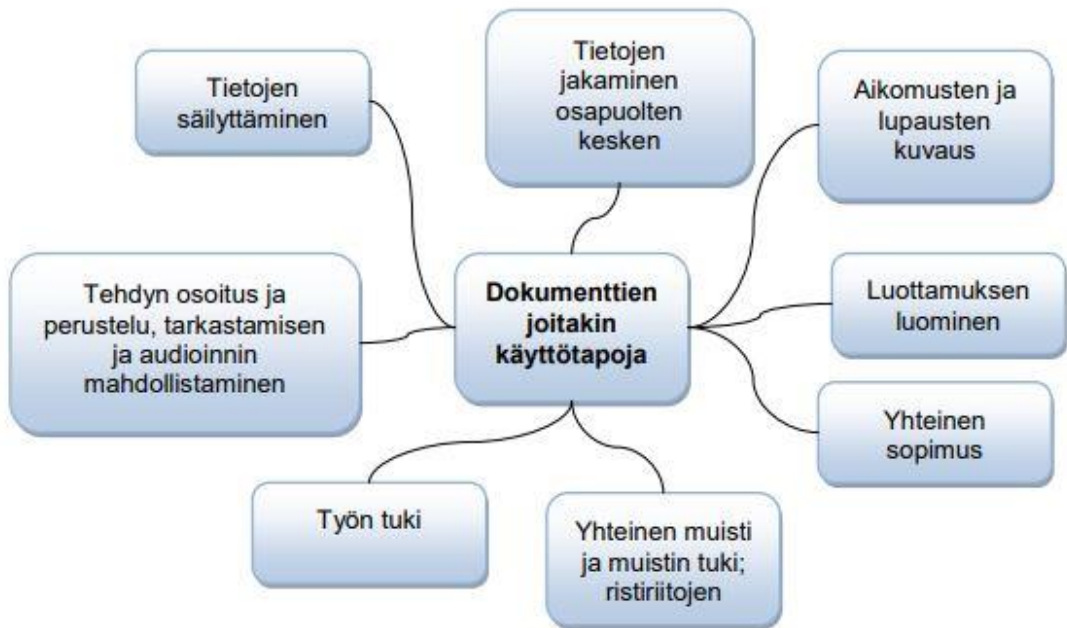 Tietojen
säilyttäminen
Tietojen
jakaminen
osapuolten
kesken
Aikomusten ja
lupausten
kuvaus
Tehdyn osoitus ja
perustelu, tarkastamisen
ja audioinnin
mahdollistaminen
Dokumenttien
joitakin
käyttötapoja
Luottamuksen
luominen
Yhteinen
sopimus
Työn tuki
Yhteinen muisti
ja muistin tuki;
ristiriitojen